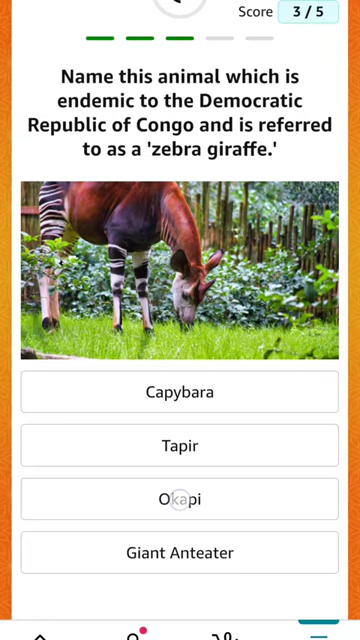 Score 3 / 5
Name this animal which is
endemic to the Democratic
Republic of Congo and is referred
to as a 'zebra giraffe.'
Capybara
Tapir
Okapi
Giant Anteater